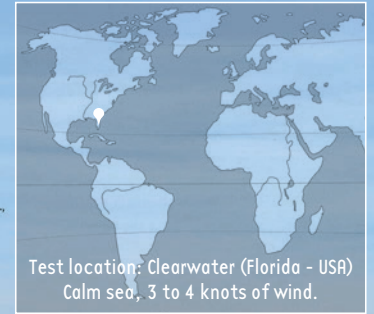 Test location: Clearwater (Florida - USA)
Calm sea, 3 to 4 knots of wind.